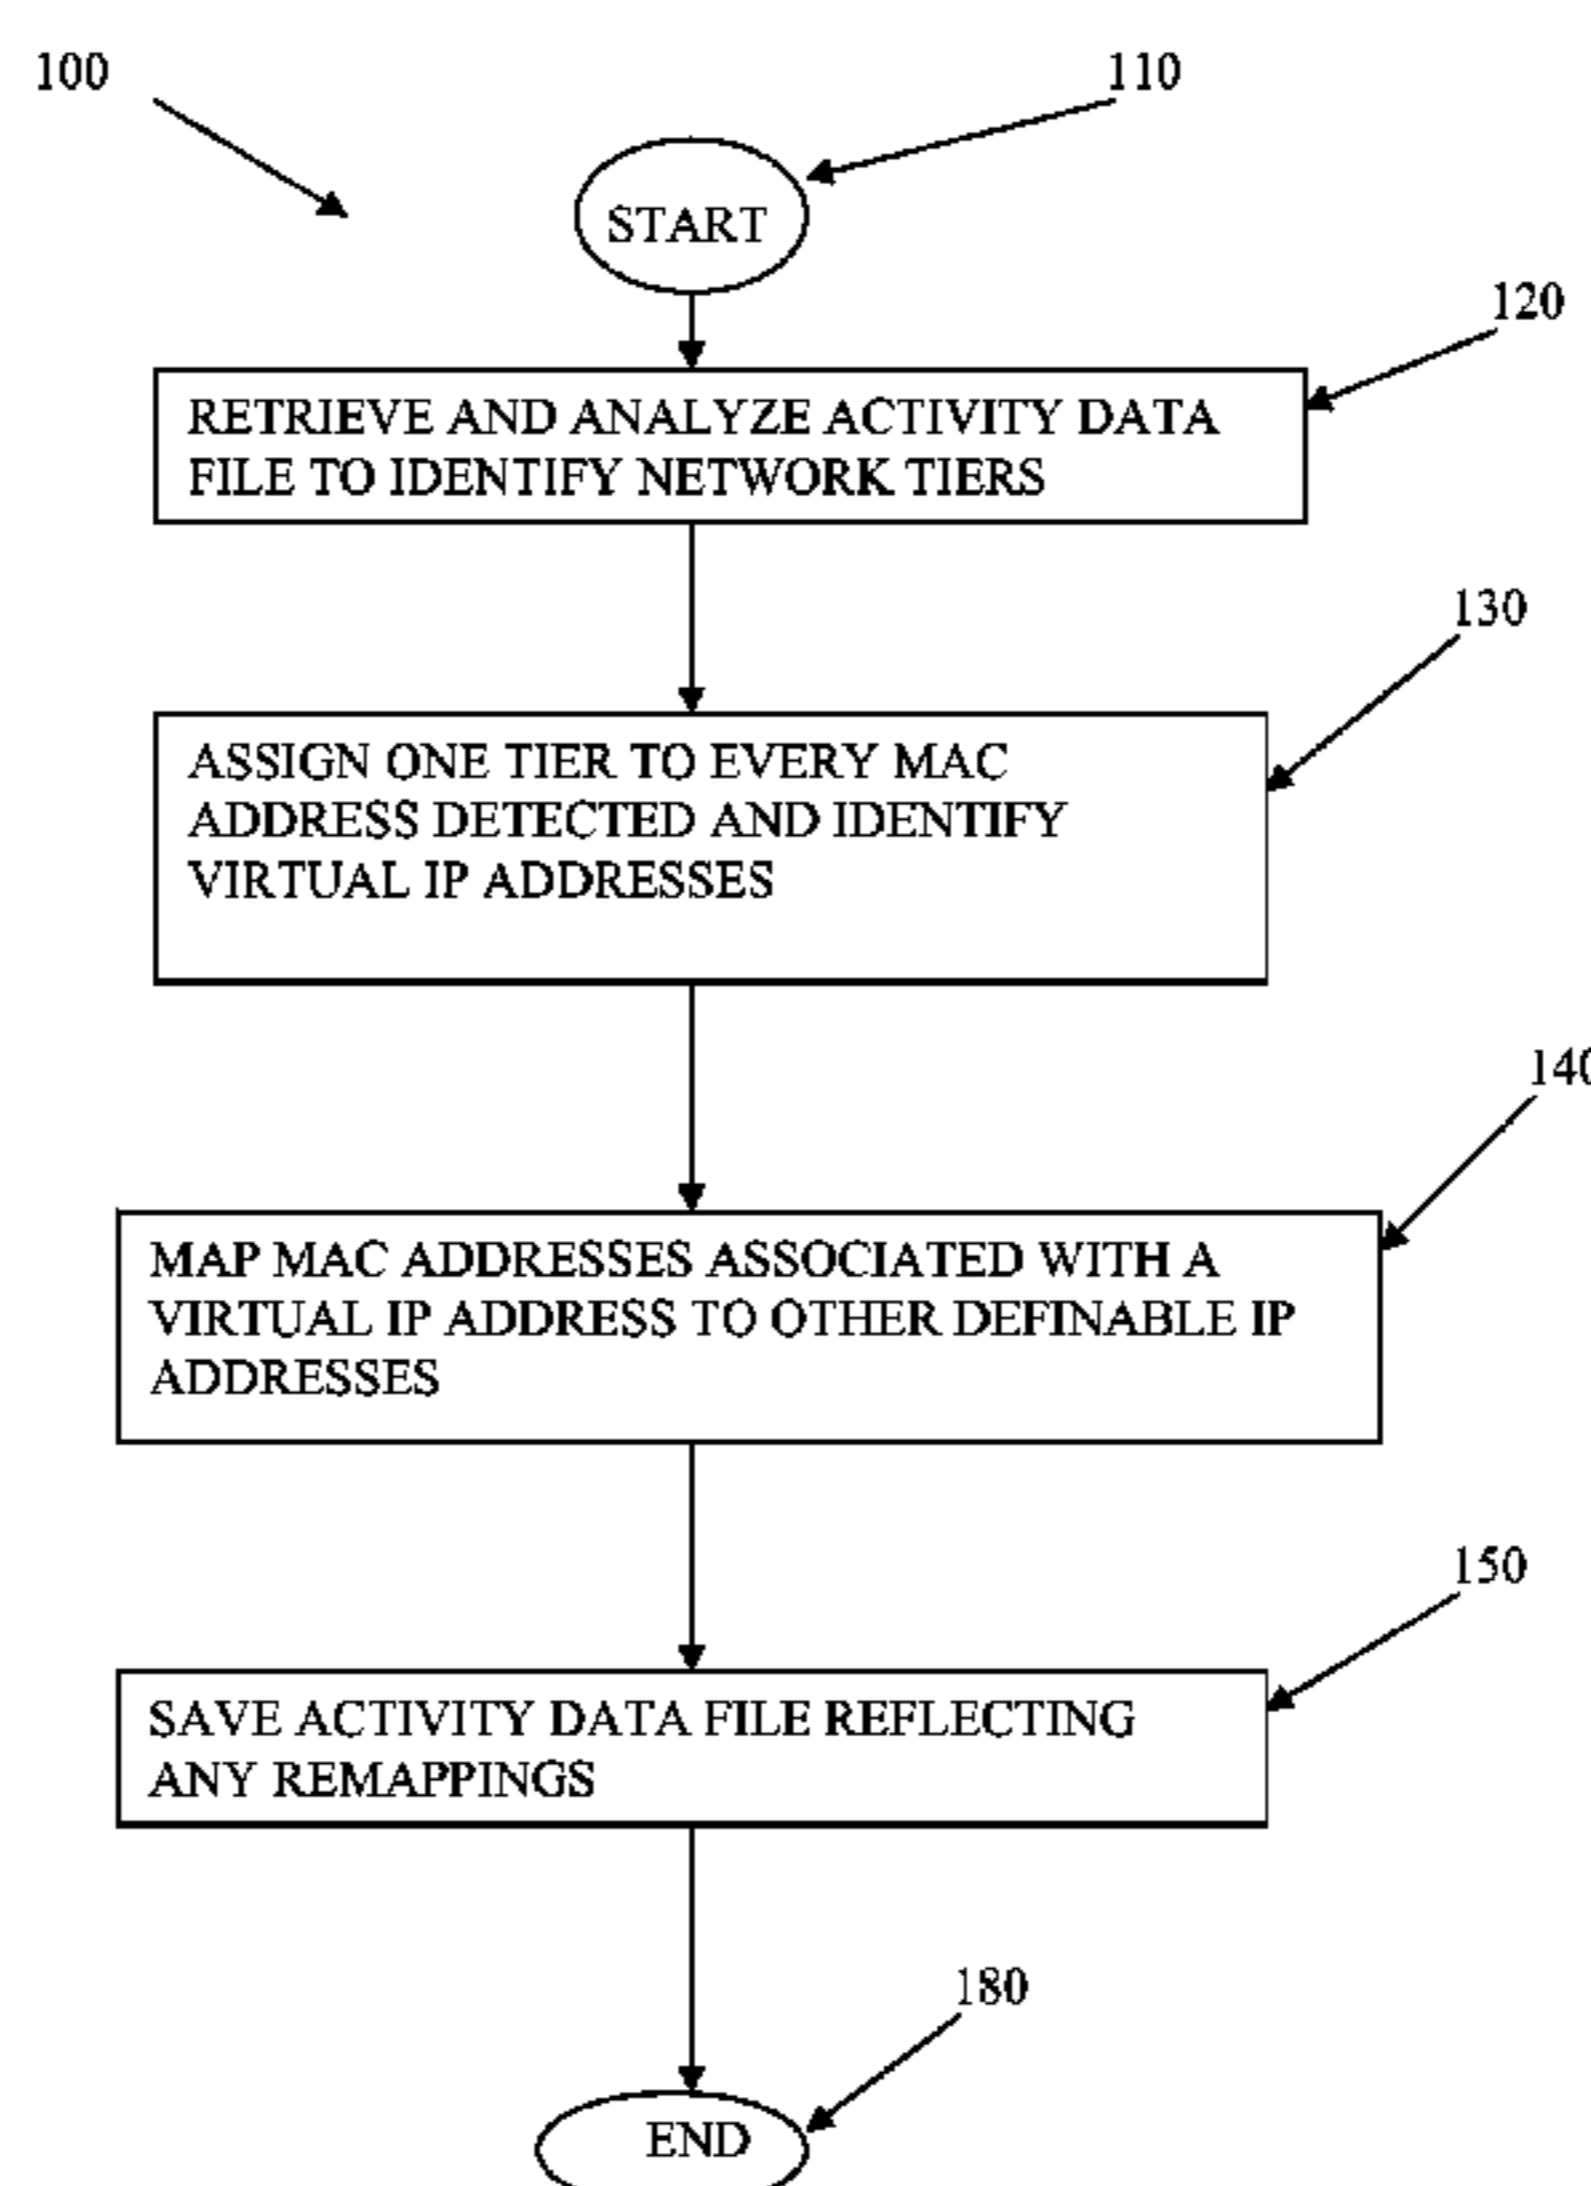 100
110
START
120
RETRIEVE AND ANALYZE ACTIVITY DATA
FILE TO IDENTIFY NETWORK TIERS
130
ASSIGN ONE TIER TO EVERY MAC
ADDRESS DETECTED AND IDENTIFY
VIRTUAL IP ADDRESSES
140
MAP MAC ADDRESSES ASSOCIATED WITH A
VIRTUAL IP ADDRESS TO OTHER DEFINABLE IP
ADDRESSES
150
SAVE ACTIVITY DATA FILE REFLECTING
ANY REMAPPINGS
180
END